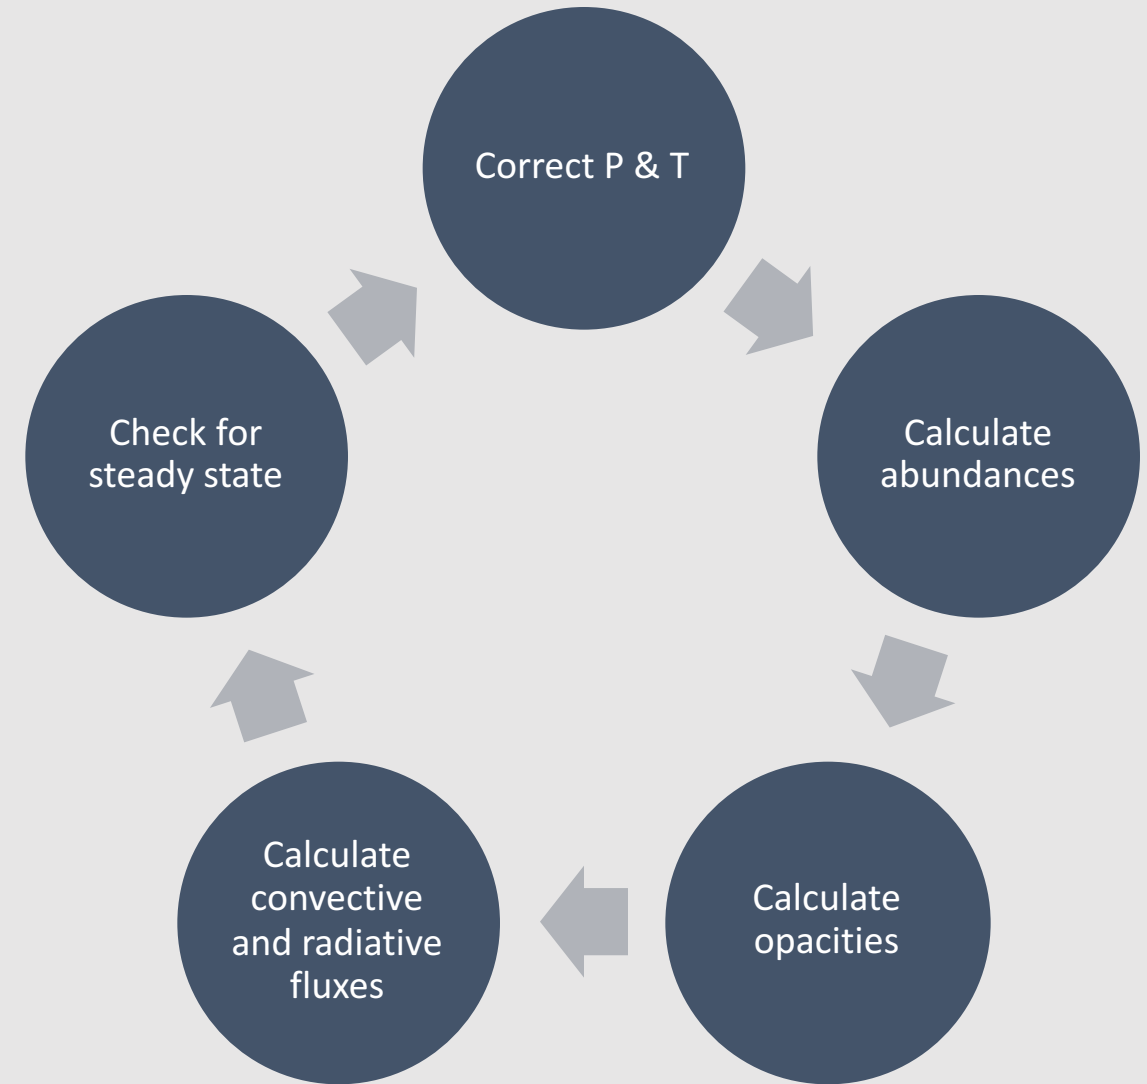 Correct P & T
Calculate
abundances
Calculate
opacities
Calculate
convective
and radiative
fluxes
Check for
steady state